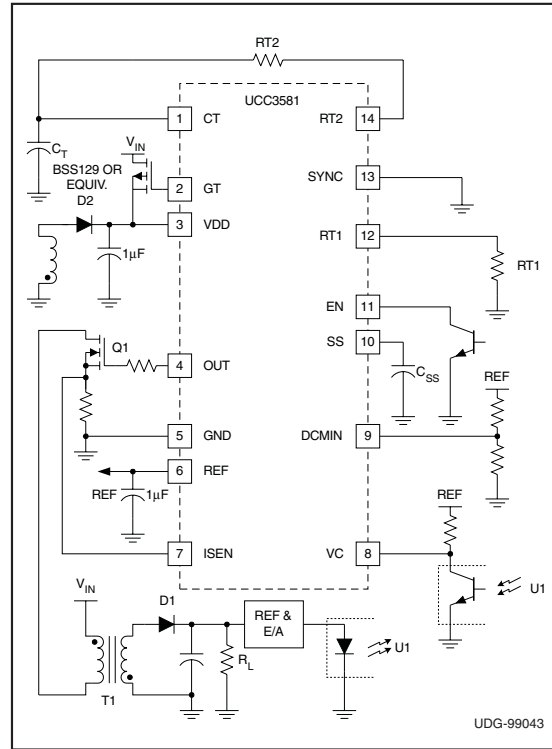 RT2
UCC3581
1 CT
RT2 14
C_T
V_IN
BSS129 OR
EQUIV.
D2
2 GT
SYNC 13
3 VDD
1µF
RT1 12
RT1
EN 11
SS 10
C_SS
Q1
4 OUT
REF
5 GND
DCMIN 9
6 REF
REF
1µF
REF
7 ISEN
VC 8
U1
V_IN
D1
REF &
E/A
R_L
U1
T1
UDG-99043